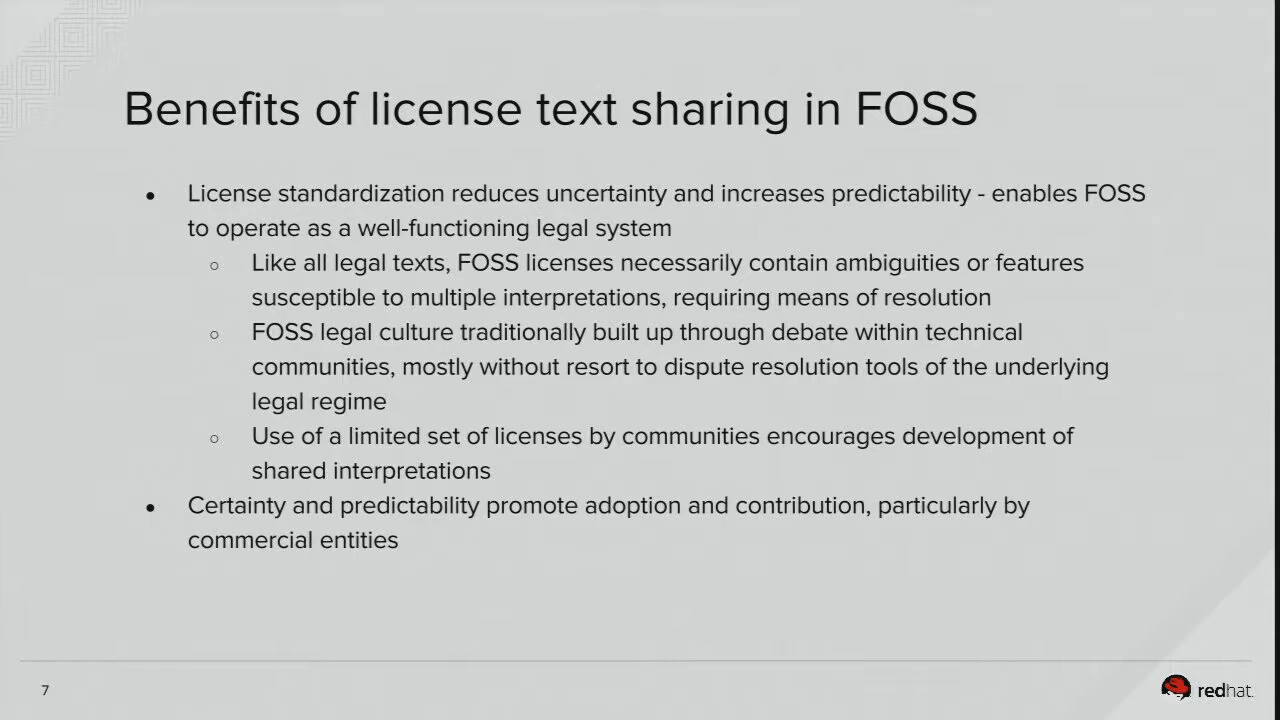 Benefits of license text sharing in FOSS
● License standardization reduces uncertainty and increases predictability - enables FOSS
to operate as a well-functioning legal system
○ Like all legal texts, FOSS licenses necessarily contain ambiguities or features
susceptible to multiple interpretations, requiring means of resolution
○ FOSS legal culture traditionally built up through debate within technical
communities, mostly without resort to dispute resolution tools of the underlying
legal regime
○ Use of a limited set of licenses by communities encourages development of
shared interpretations
● Certainty and predictability promote adoption and contribution, particularly by
commercial entities
7
redhat.